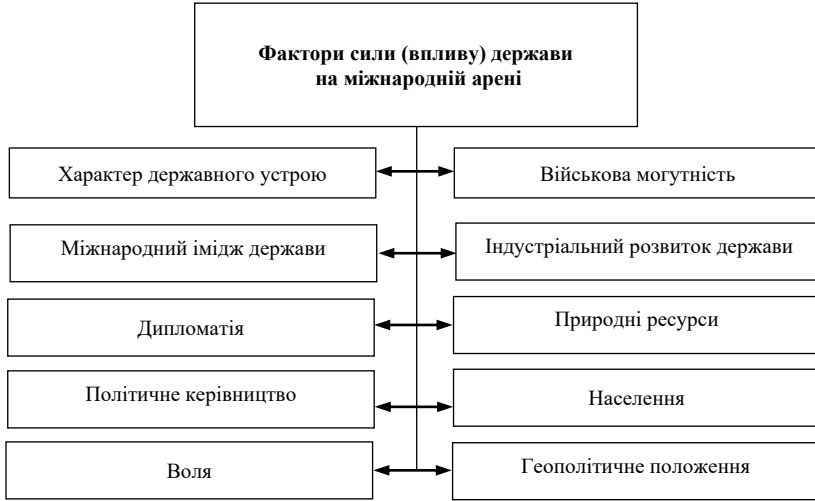 Фактори сили (впливу) держави
на міжнародній арені
Характер державного устрою
Військова могутність
Міжнародний імідж держави
Індустріальний розвиток держави
Дипломатія
Природні ресурси
Політичне керівництво
Населення
Воля
Геополітичне положення